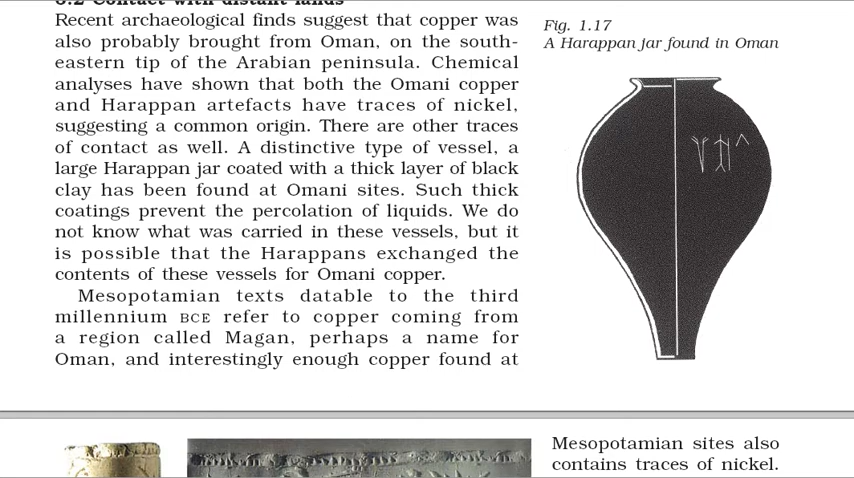 3.2 Contact with distant lands
Recent archaeological finds suggest that copper was
also probably brought from Oman, on the south-
eastern tip of the Arabian peninsula. Chemical
analyses have shown that both the Omani copper
and Harappan artefacts have traces of nickel,
suggesting a common origin. There are other traces
of contact as well. A distinctive type of vessel, a
large Harappan jar coated with a thick layer of black
clay has been found at Omani sites. Such thick
coatings prevent the percolation of liquids. We do
not know what was carried in these vessels, but it
is possible that the Harappans exchanged the
contents of these vessels for Omani copper.
Mesopotamian texts datable to the third
millennium BCE refer to copper coming from
a region called Magan, perhaps a name for
Oman, and interestingly enough copper found at
Fig. 1.17
A Harappan jar found in Oman
Mesopotamian sites also
contains traces of nickel.